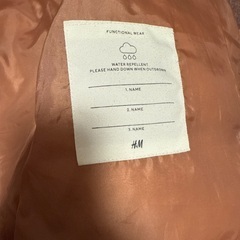 FUNCTIONAL WEAR
WATER REPELLENT
PLEASE HAND DOWN WHEN OUTGROWN
1. NAME
2. NAME
3. NAME
H&M